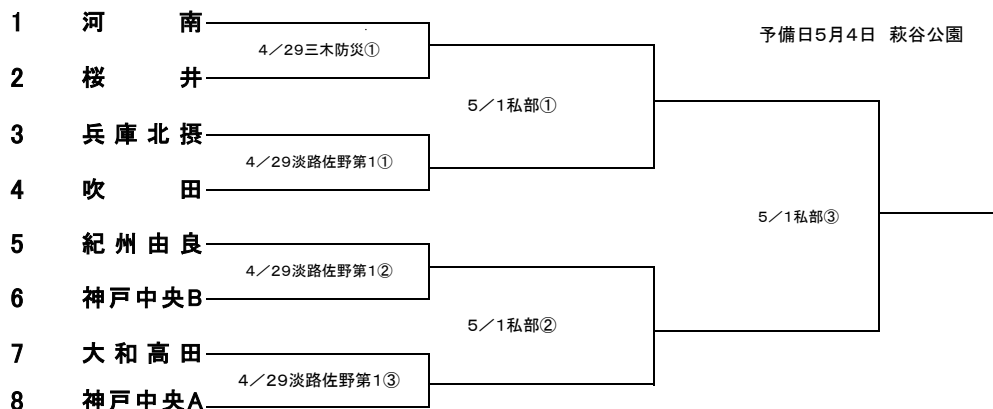 1 河南
予備日5月4日 萩谷公園
4／29三木防災①
2 桜井
5／1私部①
3 兵庫北摂
4／29淡路佐野第1①
4 吹田
5／1私部③
5 紀州由良
4／29淡路佐野第1②
6 神戸中央B
5／1私部②
7 大和高田
4／29淡路佐野第1③
8 神戸中央A